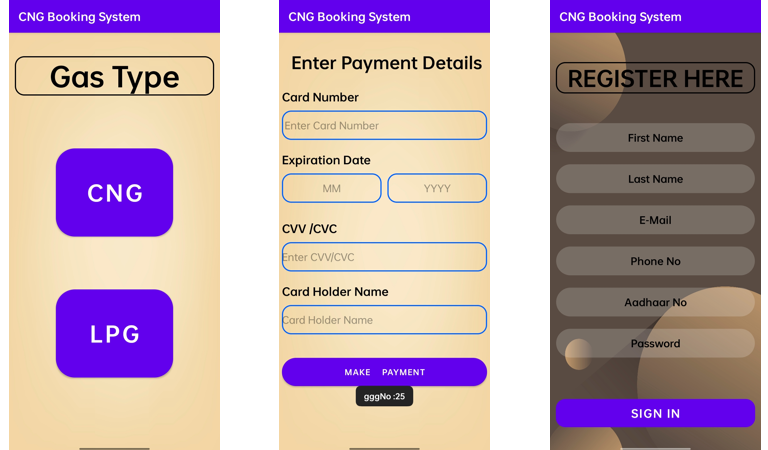 CNG Booking System
Gas Type
CNG
LPG
CNG Booking System
Enter Payment Details
Card Number
Enter Card Number
Expiration Date
MM YYYY
CVV /CVC
Enter CVV/CVC
Card Holder Name
Card Holder Name
MAKE PAYMENT
gggNo :25
CNG Booking System
REGISTER HERE
First Name
Last Name
E-Mail
Phone No
Aadhaar No
Password
SIGN IN